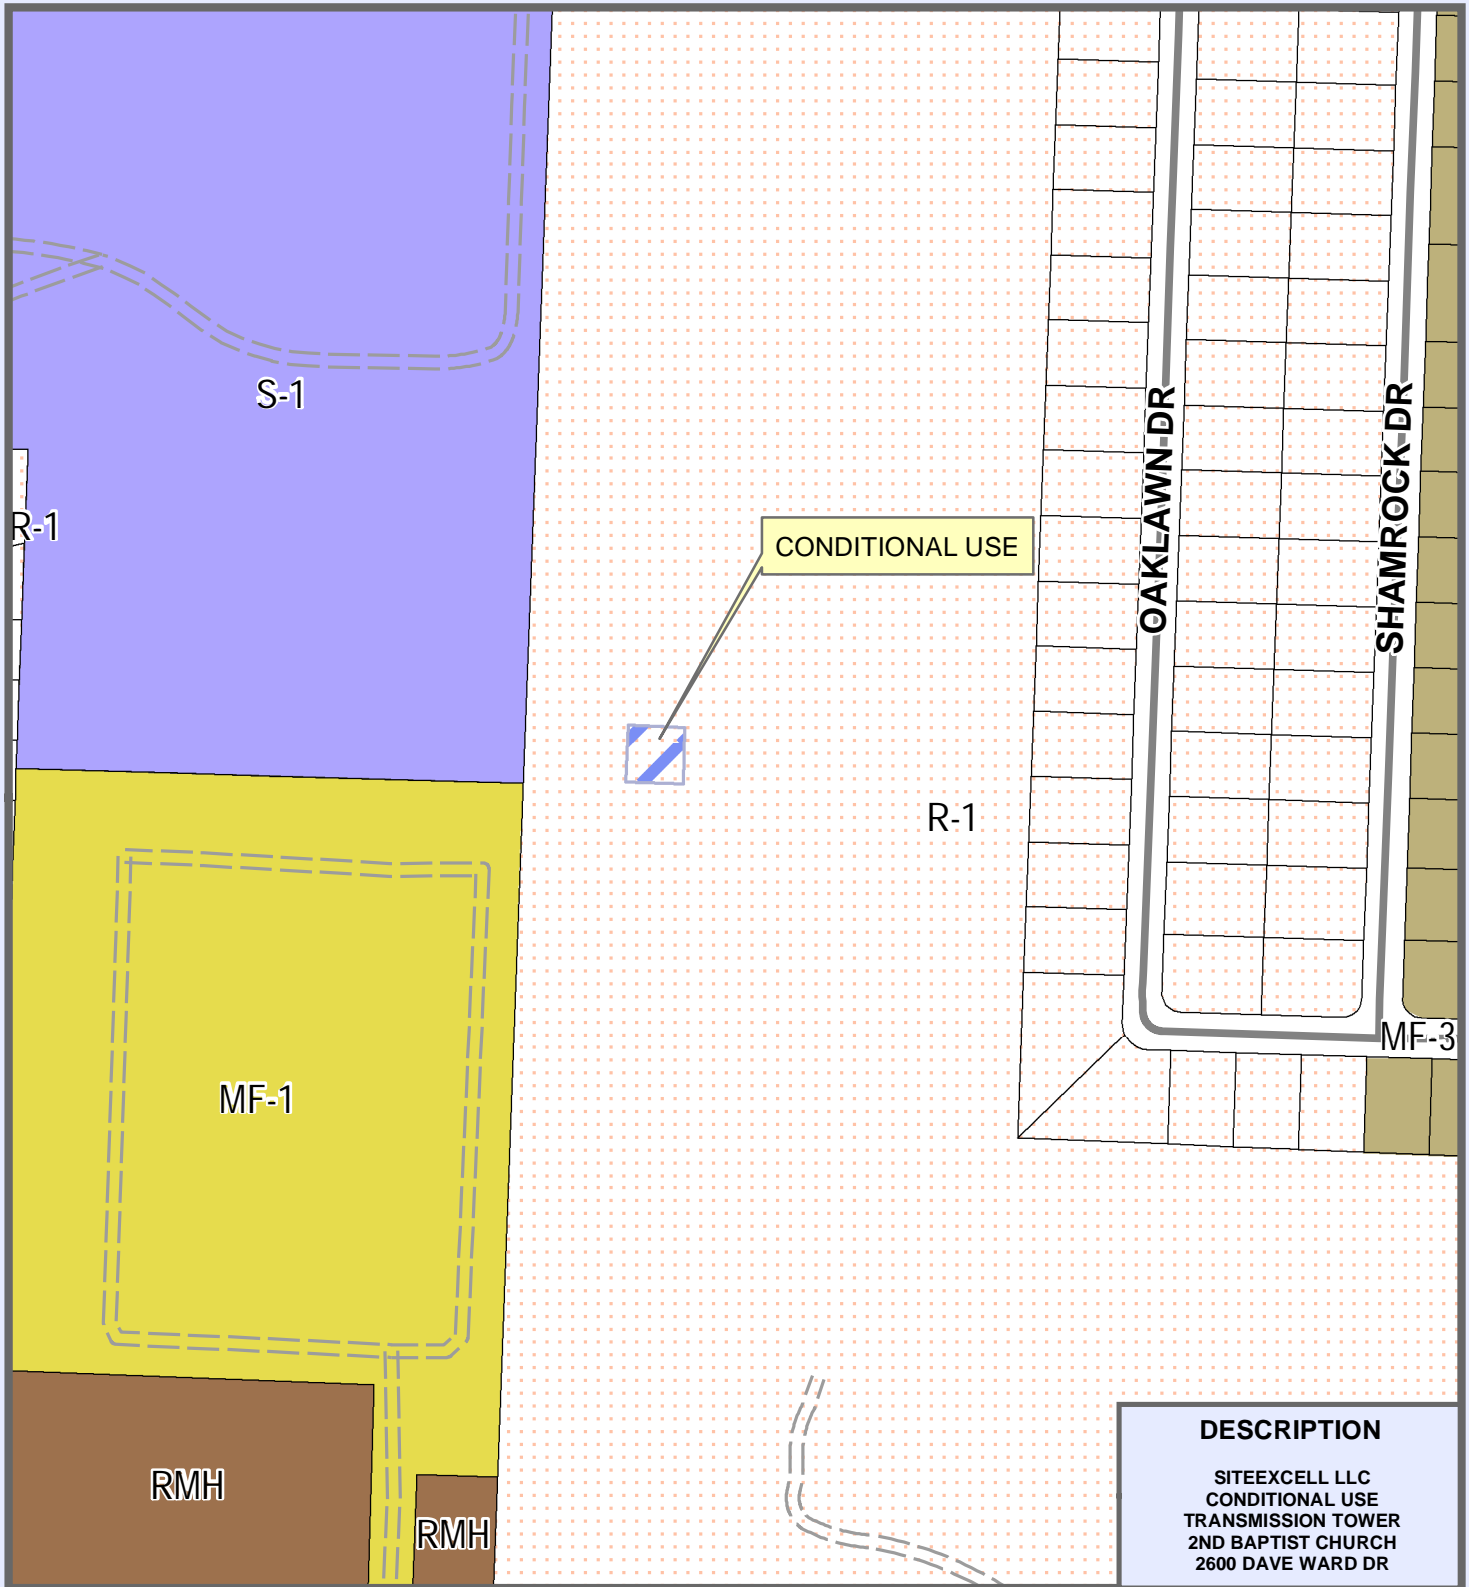 S-1
R-1
CONDITIONAL USE
OAKLAWN DR
SHAMROCK DR
R-1
MF-3
MF-1
RMH
RMH
DESCRIPTION
SITEEXCELL LLC
CONDITIONAL USE
TRANSMISSION TOWER
2ND BAPTIST CHURCH
2600 DAVE WARD DR